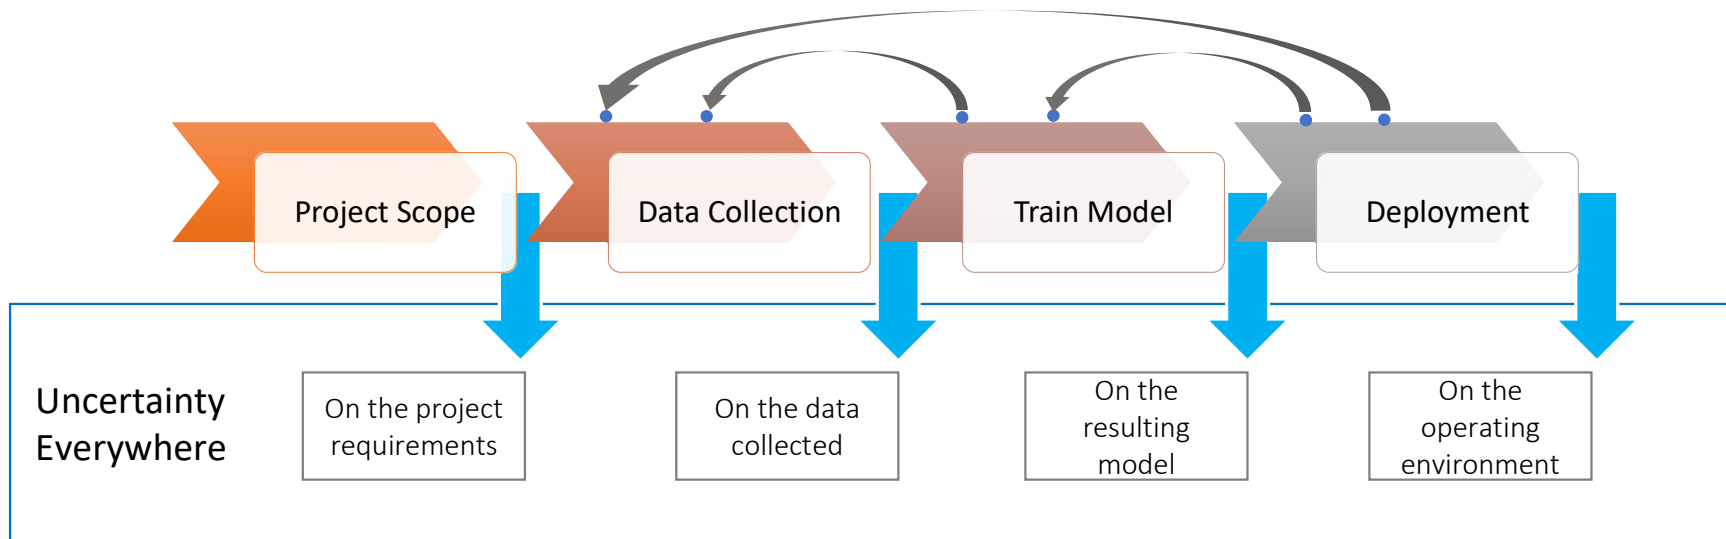 Project Scope
Data Collection
Train Model
Deployment
Uncertainty
Everywhere
On the project
requirements
On the data
collected
On the
resulting
model
On the
operating
environment